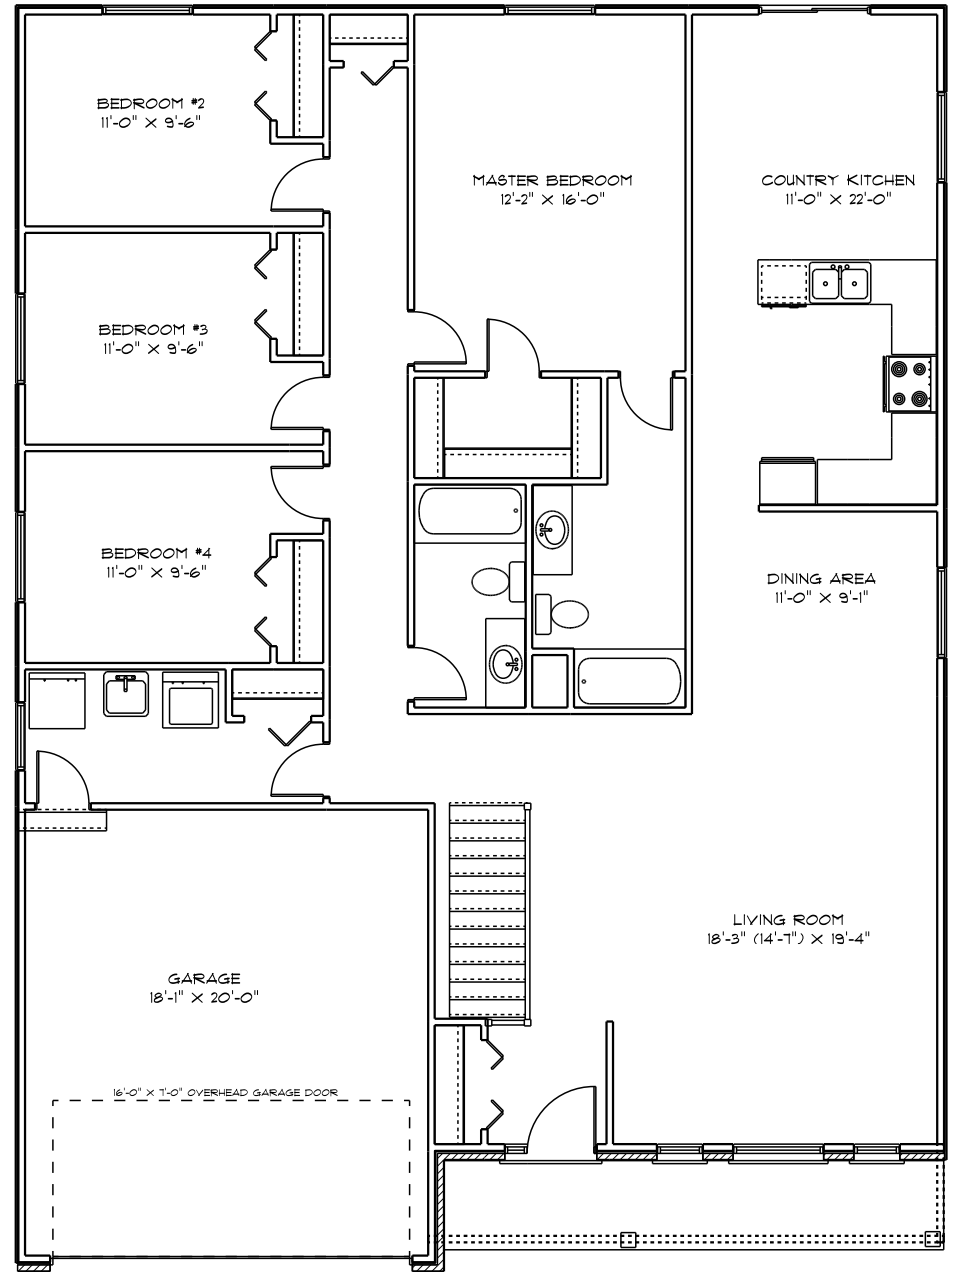 BEDROOM #2
11'-0" X 9'-6"
MASTER BEDROOM
12'-2" X 16'-0"
COUNTRY KITCHEN
11'-0" X 22'-0"
BEDROOM #3
11'-0" X 9'-6"
BEDROOM #4
11'-0" X 9'-6"
DINING AREA
11'-0" X 9'-1"
LIVING ROOM
18'-3" (14'-7") X 19'-4"
GARAGE
18'-1" X 20'-0"
16'-0" X 7'-0" OVERHEAD GARAGE DOOR